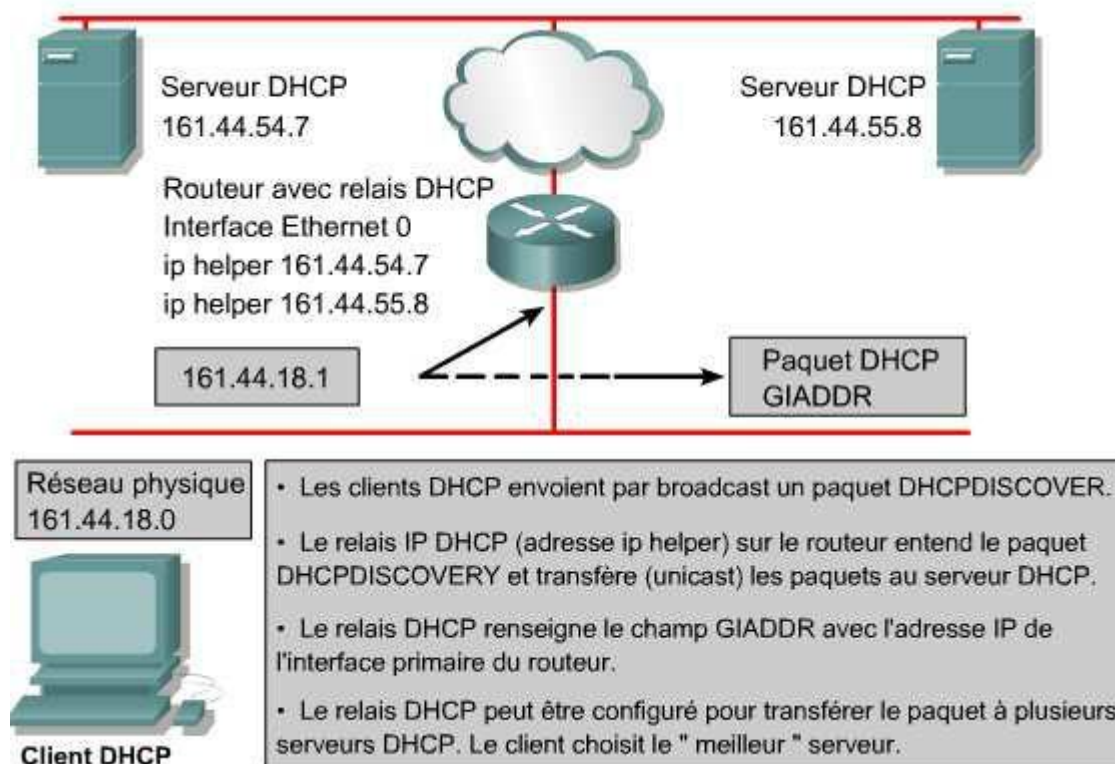 Serveur DHCP
161.44.54.7
Serveur DHCP
161.44.55.8
Routeur avec relais DHCP
Interface Ethernet 0
ip helper 161.44.54.7
ip helper 161.44.55.8
161.44.18.1
Paquet DHCP
GIADDR
Réseau physique
161.44.18.0
Client DHCP
• Les clients DHCP envoient par broadcast un paquet DHCPDISCOVER.
• Le relais IP DHCP (adresse ip helper) sur le routeur entend le paquet
DHCPDISCOVERY et transfère (unicast) les paquets au serveur DHCP.
• Le relais DHCP renseigne le champ GIADDR avec l'adresse IP de
l'interface primaire du routeur.
• Le relais DHCP peut être configuré pour transférer le paquet à plusieurs
serveurs DHCP. Le client choisit le " meilleur " serveur.